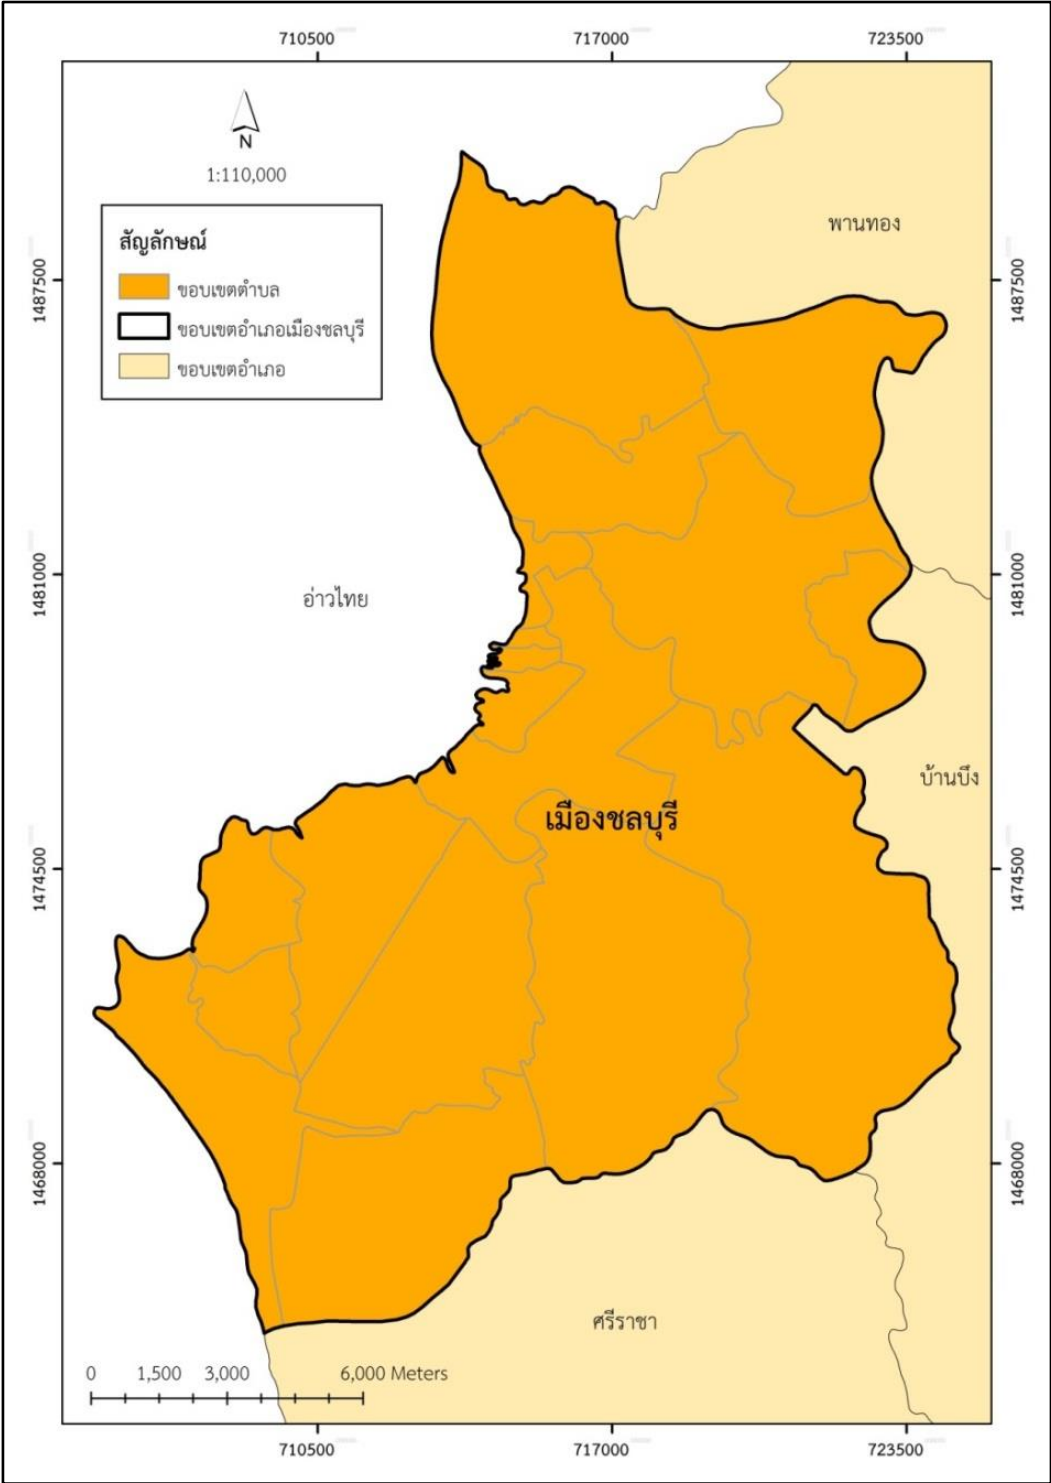 710500 717000 723500
N
1:110,000
สัญลักษณ์
ขอบเขตตำบล
ขอบเขตอำเภอเมืองชลบุรี
ขอบเขตอำเภอ
พานทอง
1487500 1487500
1481000 1481000
อ่าวไทย
บ้านบึง
เมืองชลบุรี
1474500 1474500
1468000 1468000
ศรีราชา
0 1,500 3,000 6,000 Meters
710500 717000 723500